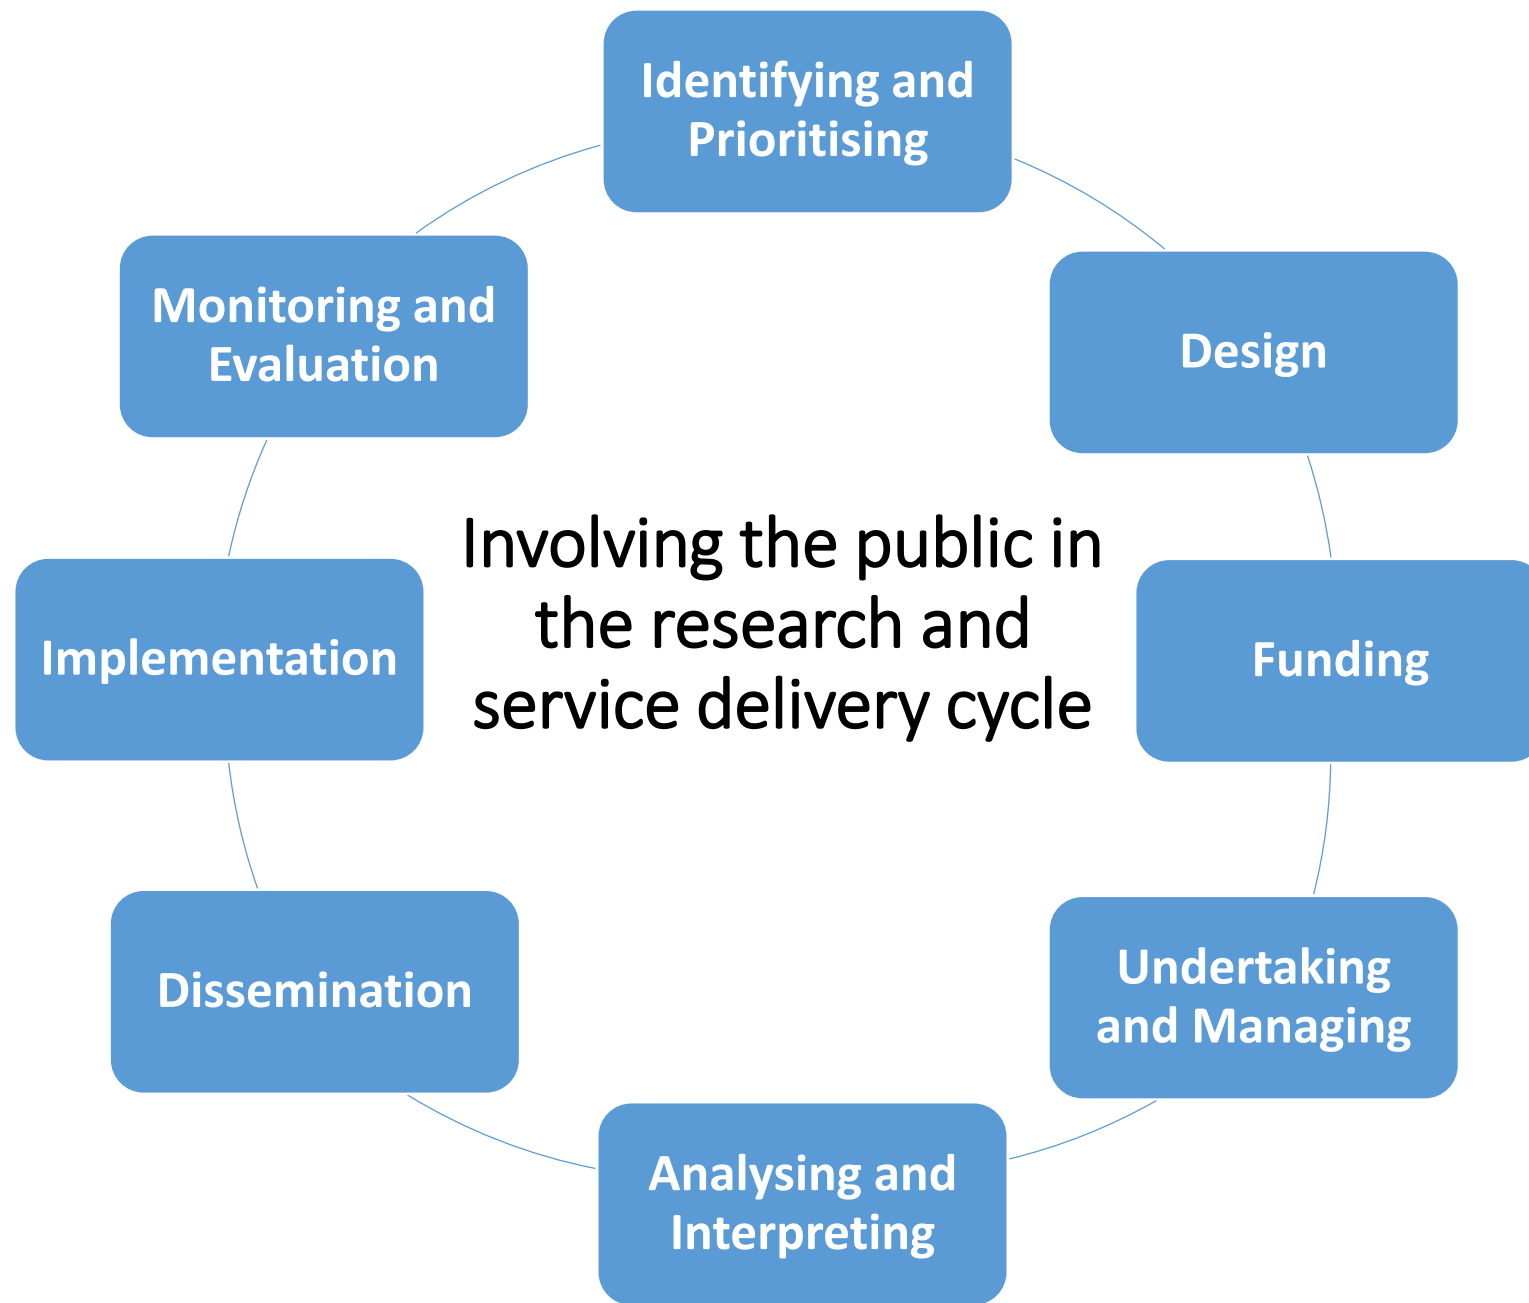 Identifying and
Prioritising
Design
Funding
Undertaking
and Managing
Analysing and
Interpreting
Dissemination
Implementation
Monitoring and
Evaluation
Involving the public in
the research and
service delivery cycle